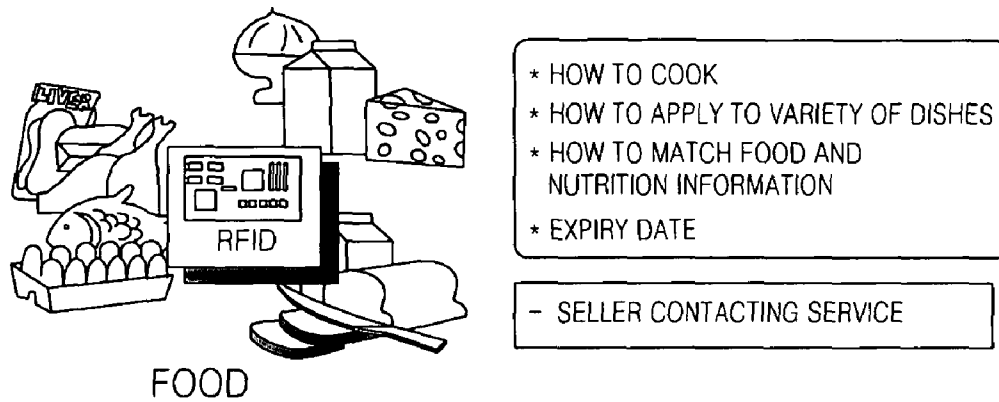 LIVER
RFID
FOOD
* HOW TO COOK
* HOW TO APPLY TO VARIETY OF DISHES
* HOW TO MATCH FOOD AND
NUTRITION INFORMATION
* EXPIRY DATE
- SELLER CONTACTING SERVICE